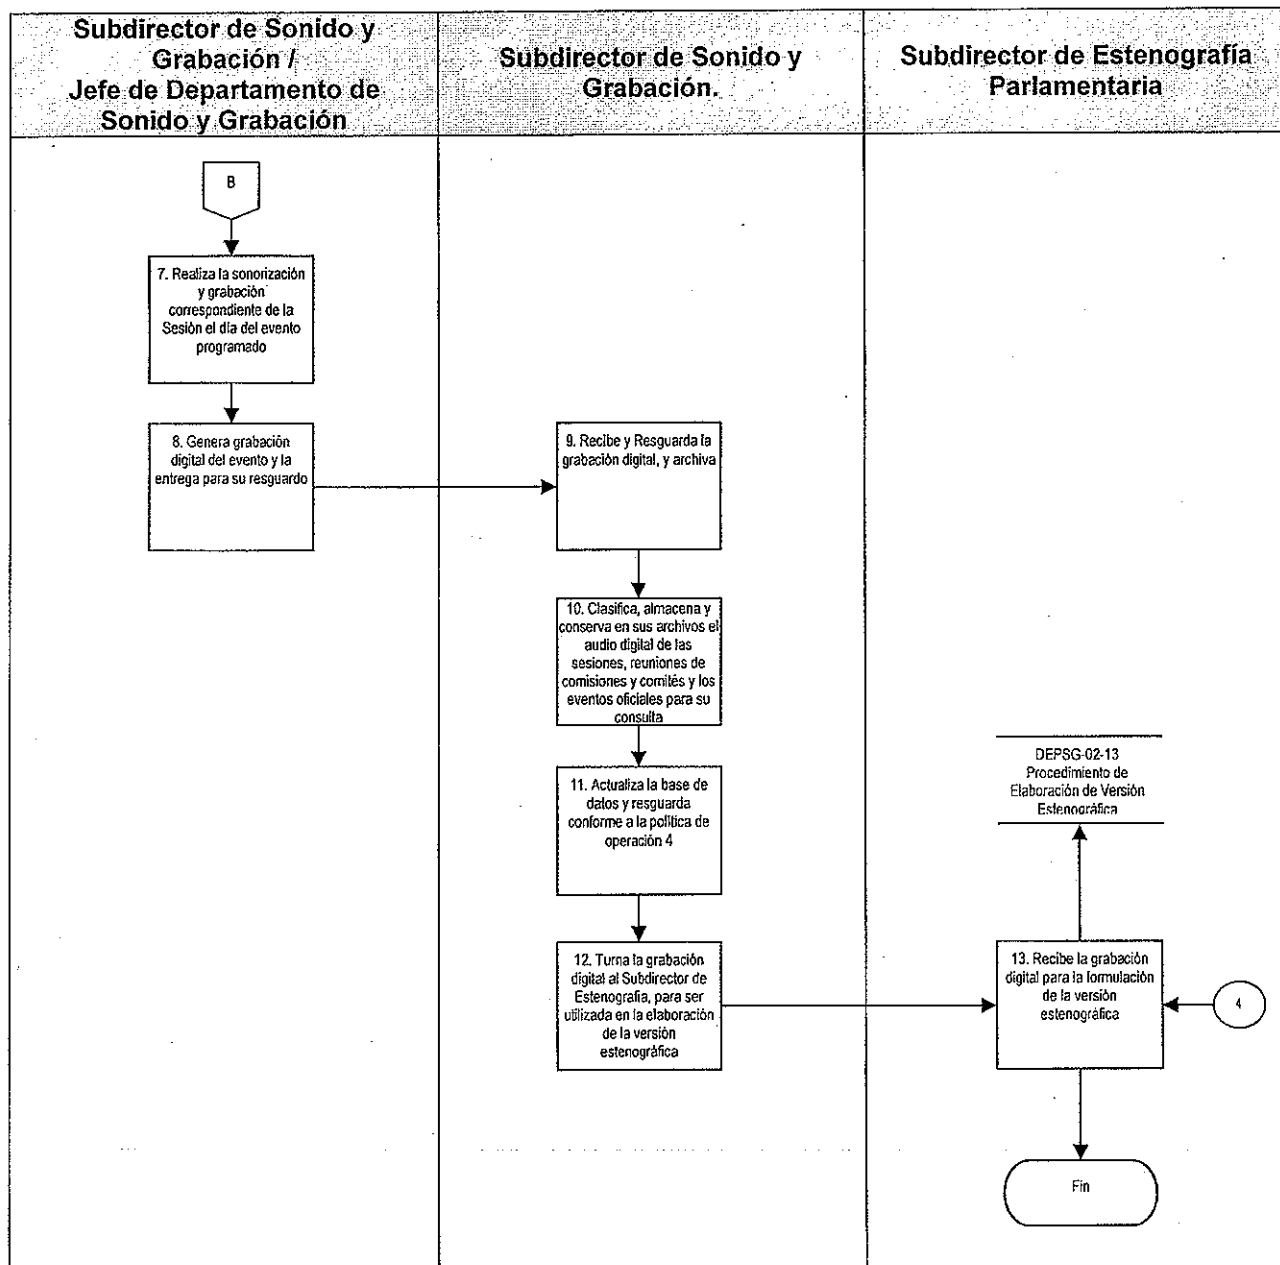 Subdirector de Sonido y
Grabación /
Jefe de Departamento de
Sonido y Grabación
Subdirector de Sonido y
Grabación.
Subdirector de Estenografía
Parlamentaria
B
7. Realiza la sonorización
y grabación
correspondiente de la
Sesión el día del evento
programado
8. Genera grabación
digital del evento y la
entrega para su resguardo
9. Recibe y Resguarda la
grabación digital, y archiva
10. Clasifica, almacena y
conserva en sus archivos el
audio digital de las
sesiones, reuniones de
comisiones y comités y los
eventos oficiales para su
consulta
11. Actualiza la base de
datos y resguarda
conforme a la política de
operación 4
12. Turna la grabación
digital al Subdirector de
Estenografía, para ser
utilizada en la elaboración
de la versión
estenográfica
DEPSG-02-13
Procedimiento de
Elaboración de Versión
Estenográfica
13. Recibe la grabación
digital para la formulación
de la versión
estenográfica
4
Fin